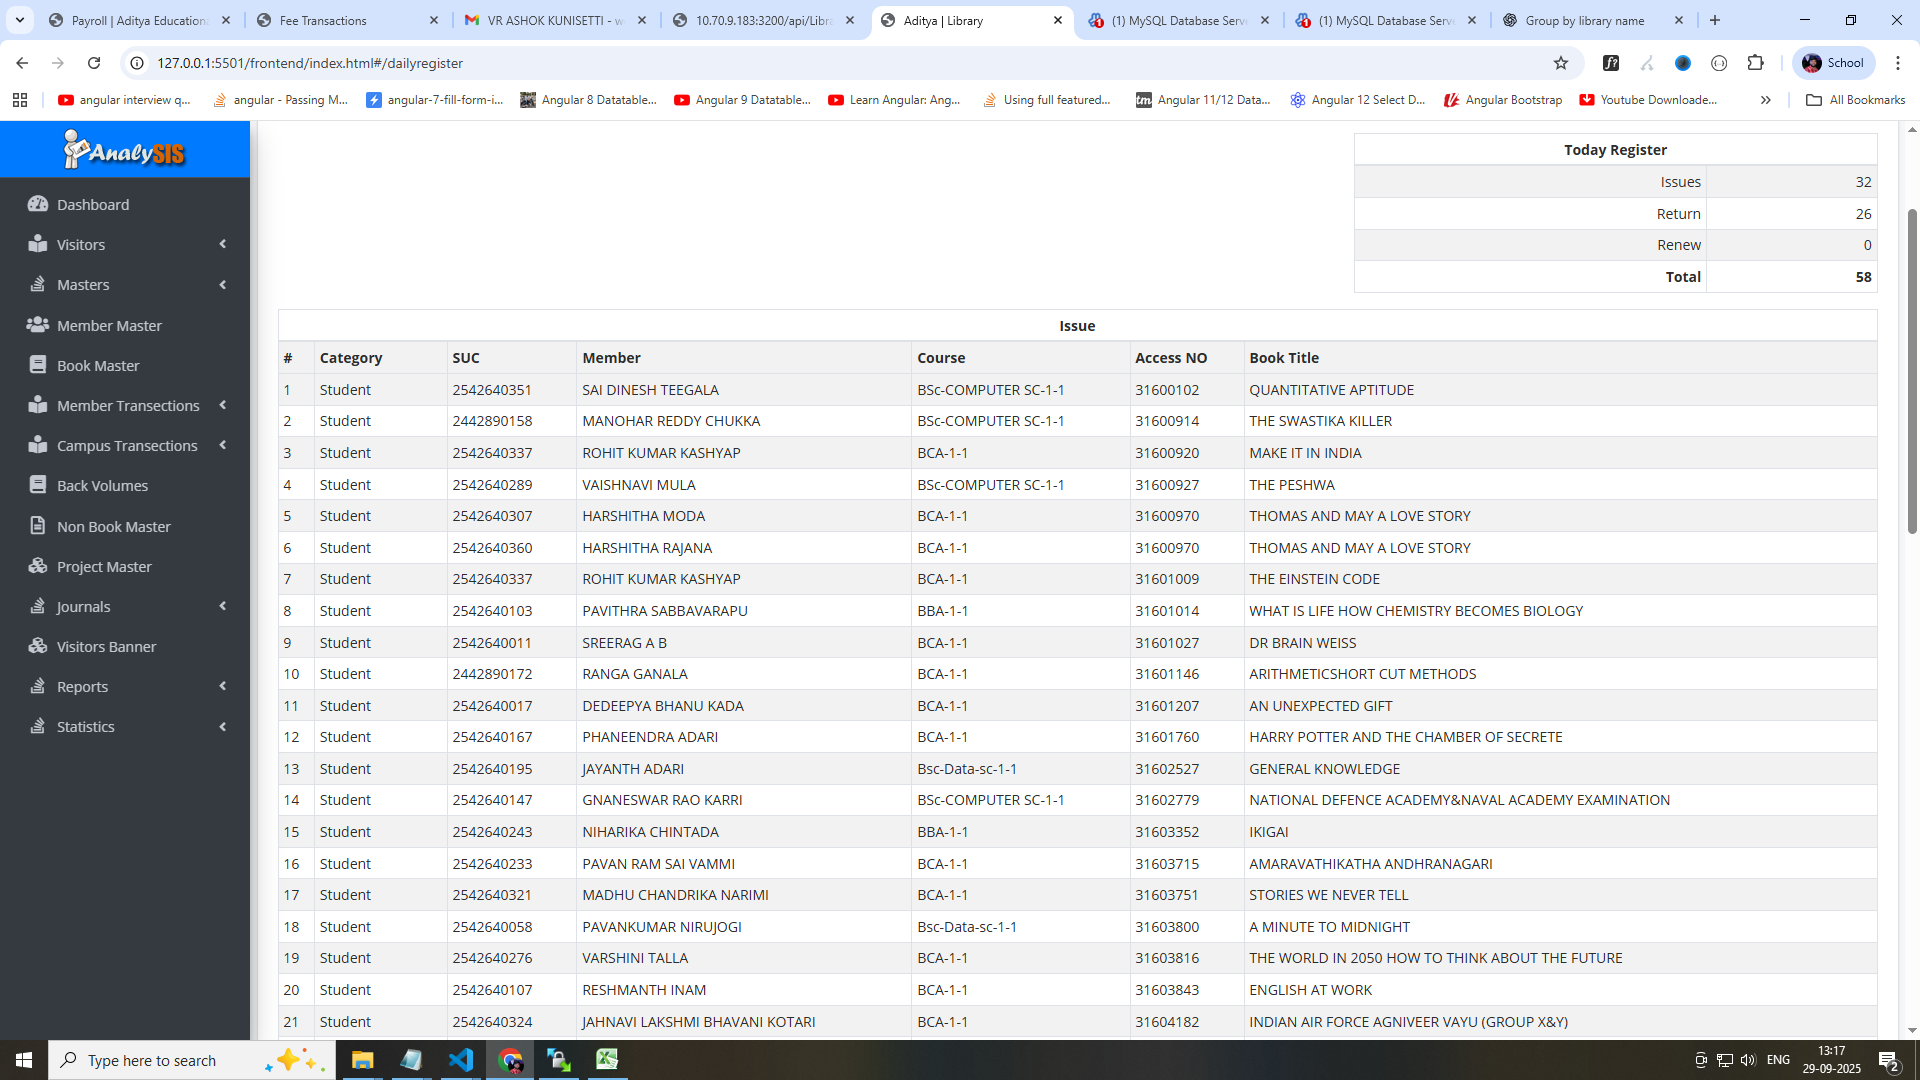 Payroll | Aditya Educationa
Fee Transactions
VR ASHOK KUNISETTI - w
10.70.9.183:3200/api/Libra
Aditya | Library
(1) MySQL Database Serve
(1) MySQL Database Serve
Group by library name
127.0.0.1:5501/frontend/index.html#/dailyregister
School
angular interview q...
angular - Passing M...
angular-7-fill-form-i...
Angular 8 Datatable...
Angular 9 Datatable...
Learn Angular: Ang...
Using full featured...
Angular 11/12 Data...
Angular 12 Select D...
Angular Bootstrap
Youtube Downloade...
All Bookmarks
AnalySIS
Dashboard
Visitors
Masters
Member Master
Book Master
Member Transections
Campus Transections
Back Volumes
Non Book Master
Project Master
Journals
Visitors Banner
Reports
Statistics
Today Register
Issues 32
Return 26
Renew 0
Total 58
Issue
# Category SUC Member Course Access NO Book Title
1 Student 2542640351 SAI DINESH TEEGALA BSc-COMPUTER SC-1-1 31600102 QUANTITATIVE APTITUDE
2 Student 2442890158 MANOHAR REDDY CHUKKA BSc-COMPUTER SC-1-1 31600914 THE SWASTIKA KILLER
3 Student 2542640337 ROHIT KUMAR KASHYAP BCA-1-1 31600920 MAKE IT IN INDIA
4 Student 2542640289 VAISHNAVI MULA BSc-COMPUTER SC-1-1 31600927 THE PESHWA
5 Student 2542640307 HARSHITHA MODA BCA-1-1 31600970 THOMAS AND MAY A LOVE STORY
6 Student 2542640360 HARSHITHA RAJANA BCA-1-1 31600970 THOMAS AND MAY A LOVE STORY
7 Student 2542640337 ROHIT KUMAR KASHYAP BCA-1-1 31601009 THE EINSTEIN CODE
8 Student 2542640103 PAVITHRA SABBAVARAPU BBA-1-1 31601014 WHAT IS LIFE HOW CHEMISTRY BECOMES BIOLOGY
9 Student 2542640011 SREERAG A B BCA-1-1 31601027 DR BRAIN WEISS
10 Student 2442890172 RANGA GANALA BCA-1-1 31601146 ARITHMETICSHORT CUT METHODS
11 Student 2542640017 DEDEEPYA BHANU KADA BCA-1-1 31601207 AN UNEXPECTED GIFT
12 Student 2542640167 PHANEENDRA ADARI BCA-1-1 31601760 HARRY POTTER AND THE CHAMBER OF SECRETE
13 Student 2542640195 JAYANTH ADARI Bsc-Data-sc-1-1 31602527 GENERAL KNOWLEDGE
14 Student 2542640147 GNANESWAR RAO KARRI BSc-COMPUTER SC-1-1 31602779 NATIONAL DEFENCE ACADEMY&NAVAL ACADEMY EXAMINATION
15 Student 2542640243 NIHARIKA CHINTADA BBA-1-1 31603352 IKIGAI
16 Student 2542640233 PAVAN RAM SAI VAMMI BCA-1-1 31603715 AMARAVATHIKATHA ANDHRANAGARI
17 Student 2542640321 MADHU CHANDRIKA NARIMI BCA-1-1 31603751 STORIES WE NEVER TELL
18 Student 2542640058 PAVANKUMAR NIRUJOGI Bsc-Data-sc-1-1 31603800 A MINUTE TO MIDNIGHT
19 Student 2542640276 VARSHINI TALLA BCA-1-1 31603816 THE WORLD IN 2050 HOW TO THINK ABOUT THE FUTURE
20 Student 2542640107 RESHMANTH INAM BCA-1-1 31603843 ENGLISH AT WORK
21 Student 2542640324 JAHNAVI LAKSHMI BHAVANI KOTARI BCA-1-1 31604182 INDIAN AIR FORCE AGNIVEER VAYU (GROUP X&Y)
Type here to search
ENG
13:17
29-09-2025
2